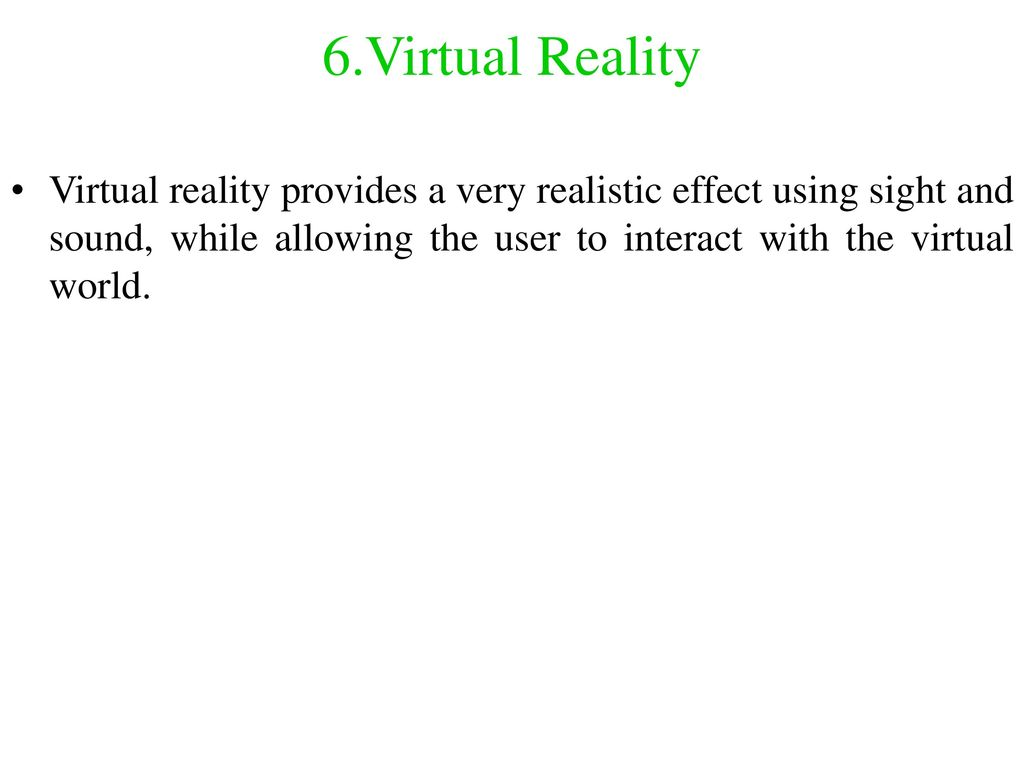 6.Virtual Reality
• Virtual reality provides a very realistic effect using sight and
sound, while allowing the user to interact with the virtual
world.